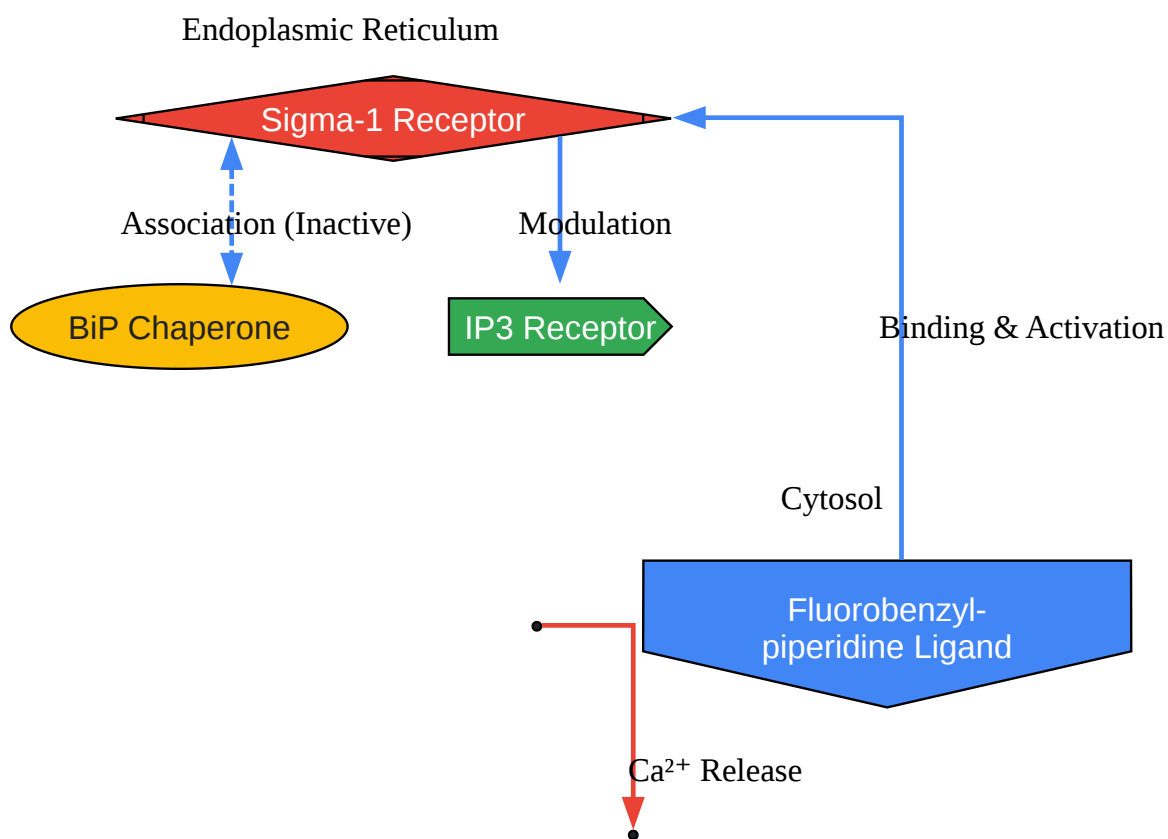 Endoplasmic Reticulum
Sigma-1 Receptor
Association (Inactive)
Modulation
BiP Chaperone
IP3 Receptor
Binding & Activation
Cytosol
Fluorobenzyl-
piperidine Ligand
Ca²⁺ Release